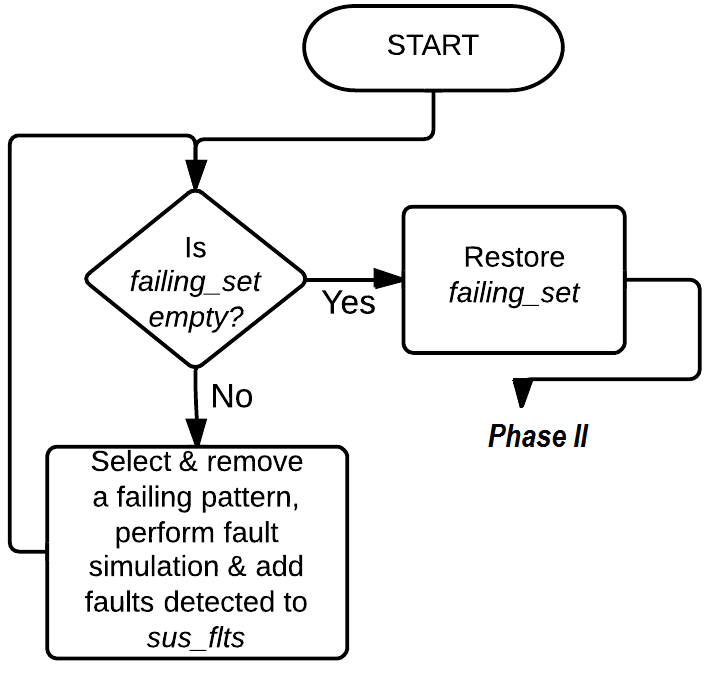 START
Is
failing_set
empty?
Yes
Restore
failing_set
No
Phase II
Select & remove
a failing pattern,
perform fault
simulation & add
faults detected to
sus_flts